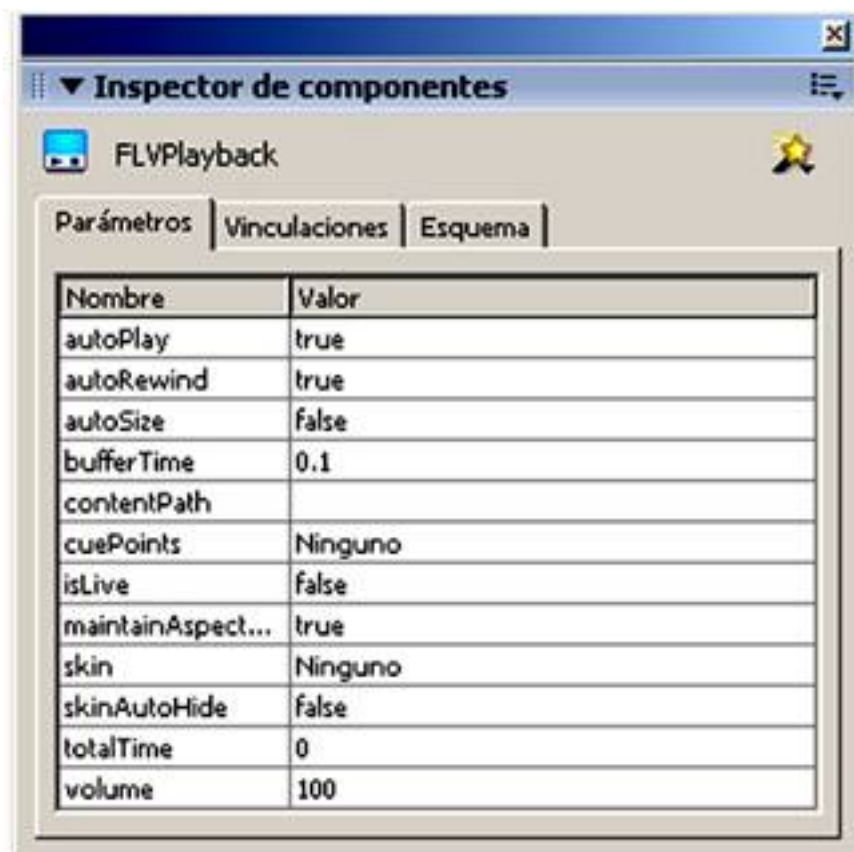 Inspector de componentes
FLVPlayback
Parámetros Vinculaciones Esquema
Nombre Valor
autoPlay true
autoRewind true
autoSize false
bufferTime 0.1
contentPath
cuePoints Ninguno
isLive false
maintainAspect... true
skin Ninguno
skinAutoHide false
totalTime 0
volume 100